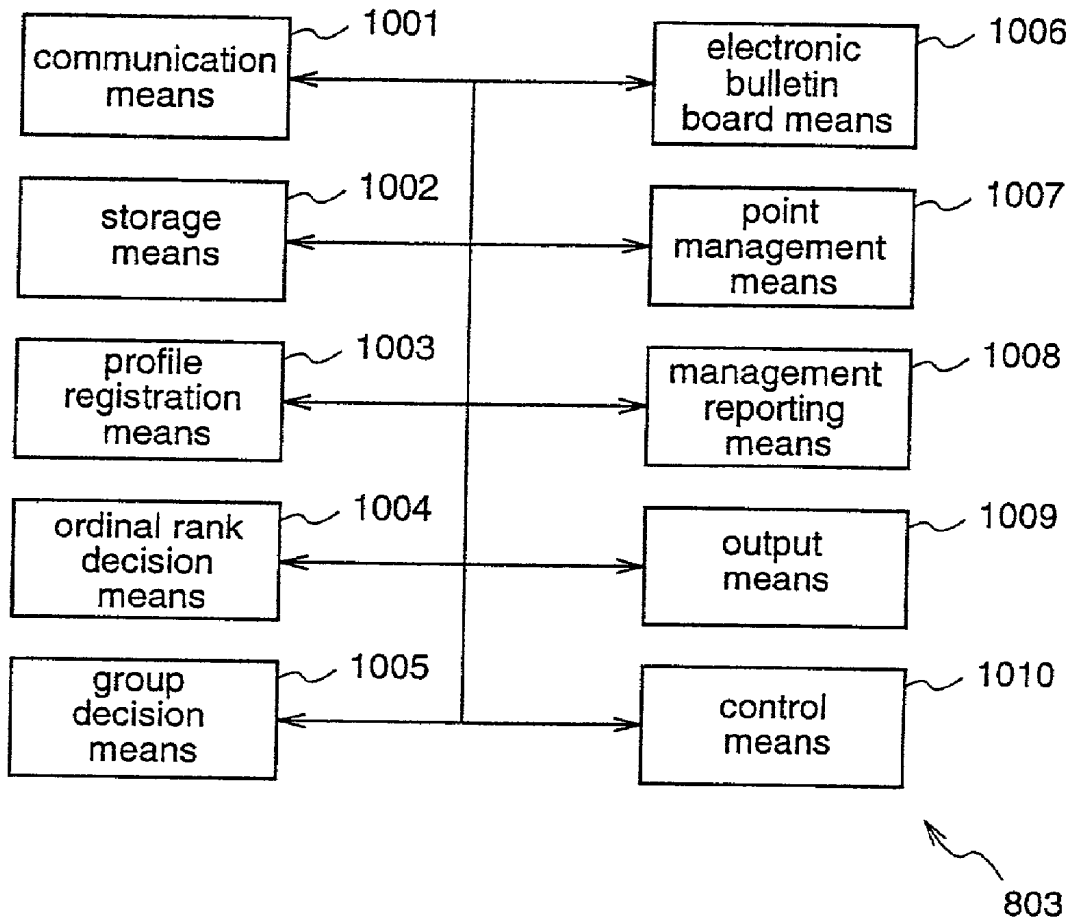 1001
communication
means
1002
storage
means
1003
profile
registration
means
1004
ordinal rank
decision
means
1005
group
decision
means
1006
electronic
bulletin
board means
1007
point
management
means
1008
management
reporting
means
1009
output
means
1010
control
means
803